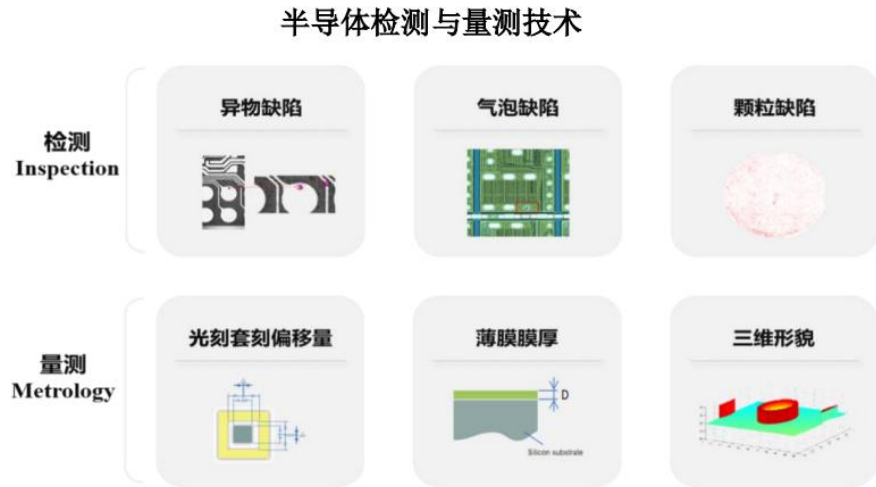 半导体检测与量测技术
检测
Inspection
异物缺陷
气泡缺陷
颗粒缺陷
量测
Metrology
光刻套刻偏移量
薄膜膜厚
三维形貌
D
Silicon substrate